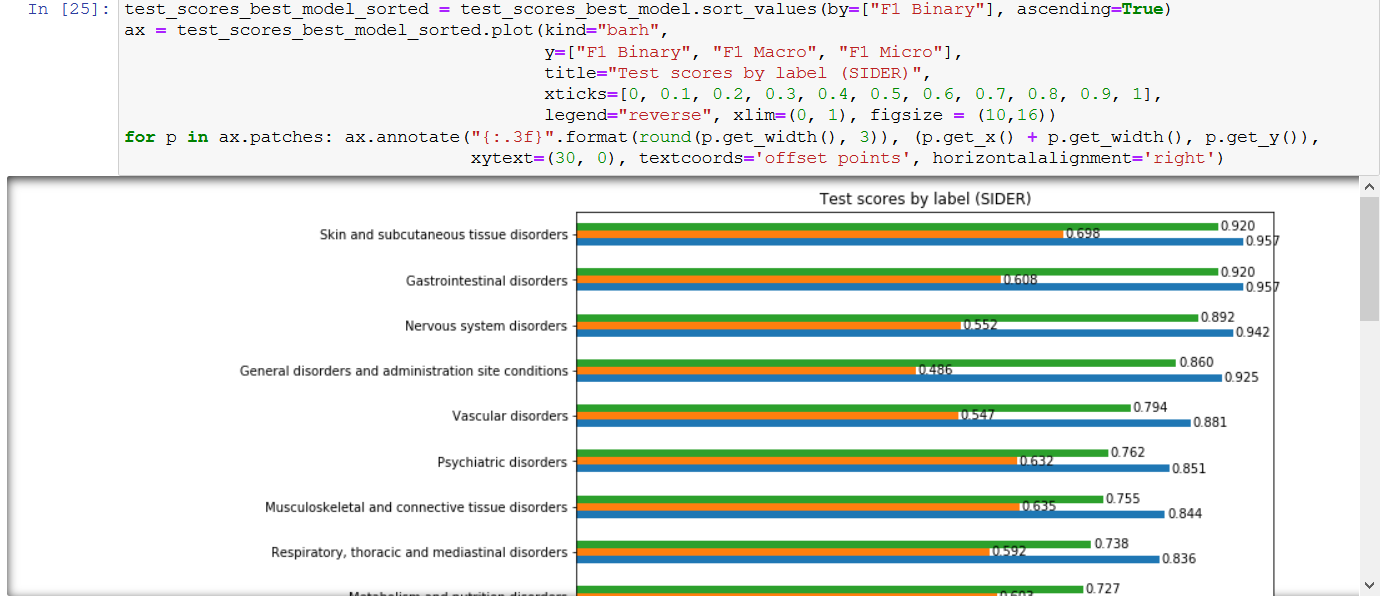 In [25]: test_scores_best_model_sorted = test_scores_best_model.sort_values(by=["F1 Binary"], ascending=True)
ax = test_scores_best_model_sorted.plot(kind="barh",
y=["F1 Binary", "F1 Macro", "F1 Micro"],
title="Test scores by label (SIDER)",
xticks=[0, 0.1, 0.2, 0.3, 0.4, 0.5, 0.6, 0.7, 0.8, 0.9, 1],
legend="reverse", xlim=(0, 1), figsize = (10,16))
for p in ax.patches: ax.annotate("{:.3f}".format(round(p.get_width(), 3)), (p.get_x() + p.get_width(), p.get_y()),
xytext=(30, 0), textcoords='offset points', horizontalalignment='right')
Test scores by label (SIDER)
0.920
Skin and subcutaneous tissue disorders 0.698
0.957
0.920
Gastrointestinal disorders 0.608
0.957
0.892
Nervous system disorders 0.552
0.942
0.860
General disorders and administration site conditions 0.486
0.925
0.794
Vascular disorders 0.547
0.881
0.762
Psychiatric disorders 0.632
0.851
0.755
Musculoskeletal and connective tissue disorders 0.635
0.844
0.738
Respiratory, thoracic and mediastinal disorders 0.592
0.836
0.727
Metabolism and nutrition disorders 0.603